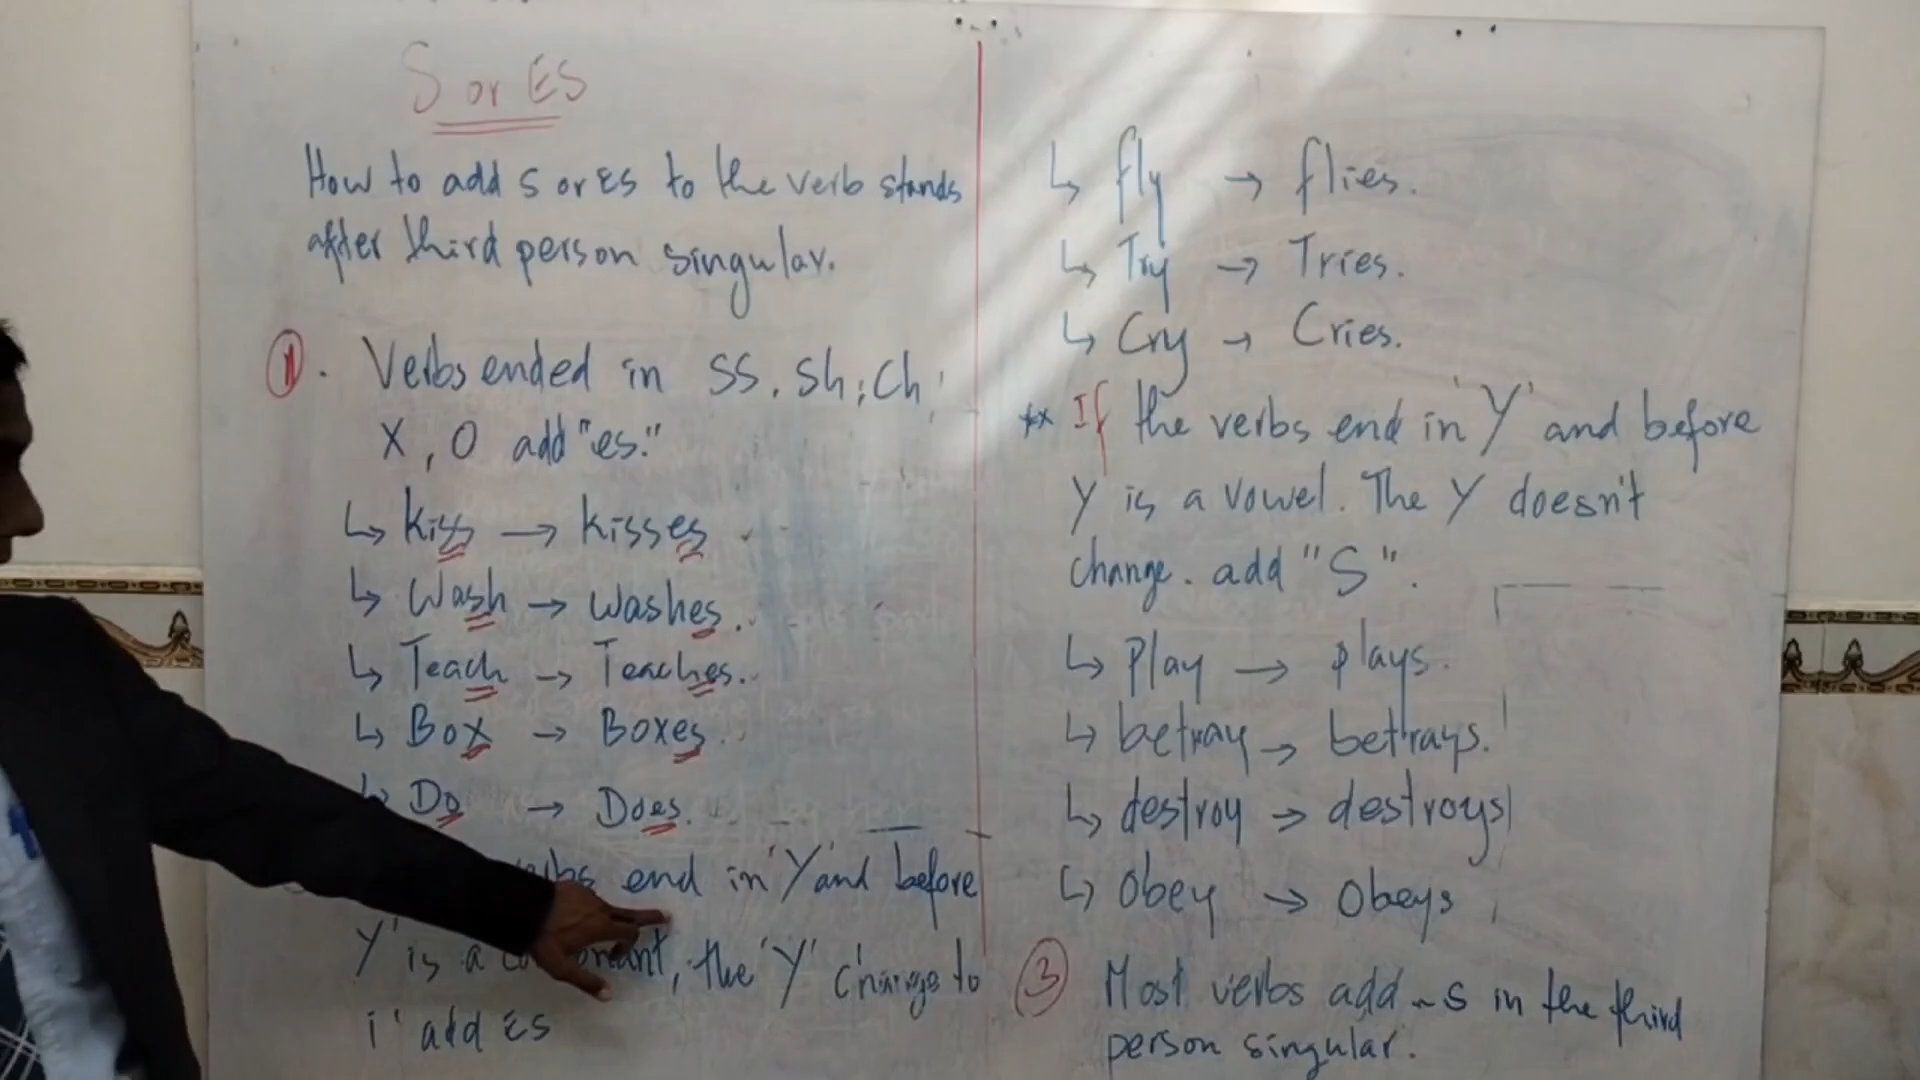 S or ES
How to add S or ES to the verb stands
after third person singular.
1. Verbs ended in SS, Sh, Ch,
X, O add "es."
↳ kiss → kisses
↳ Wash → Washes.
↳ Teach → Teaches.
↳ Box → Boxes.
↳ Do → Does.
end in 'Y' and before
Y' is a the 'Y' change to
i' add ES
↳ fly → flies.
↳ Try → Tries.
↳ Cry → Cries.
** If the verbs end in 'Y' and before
Y is a vowel. The Y doesn't
change. add "S".
↳ Play → plays.
↳ betray → betrays.
↳ destroy → destroys
↳ Obey → Obeys
3 Most verbs add -s in the third
person singular.